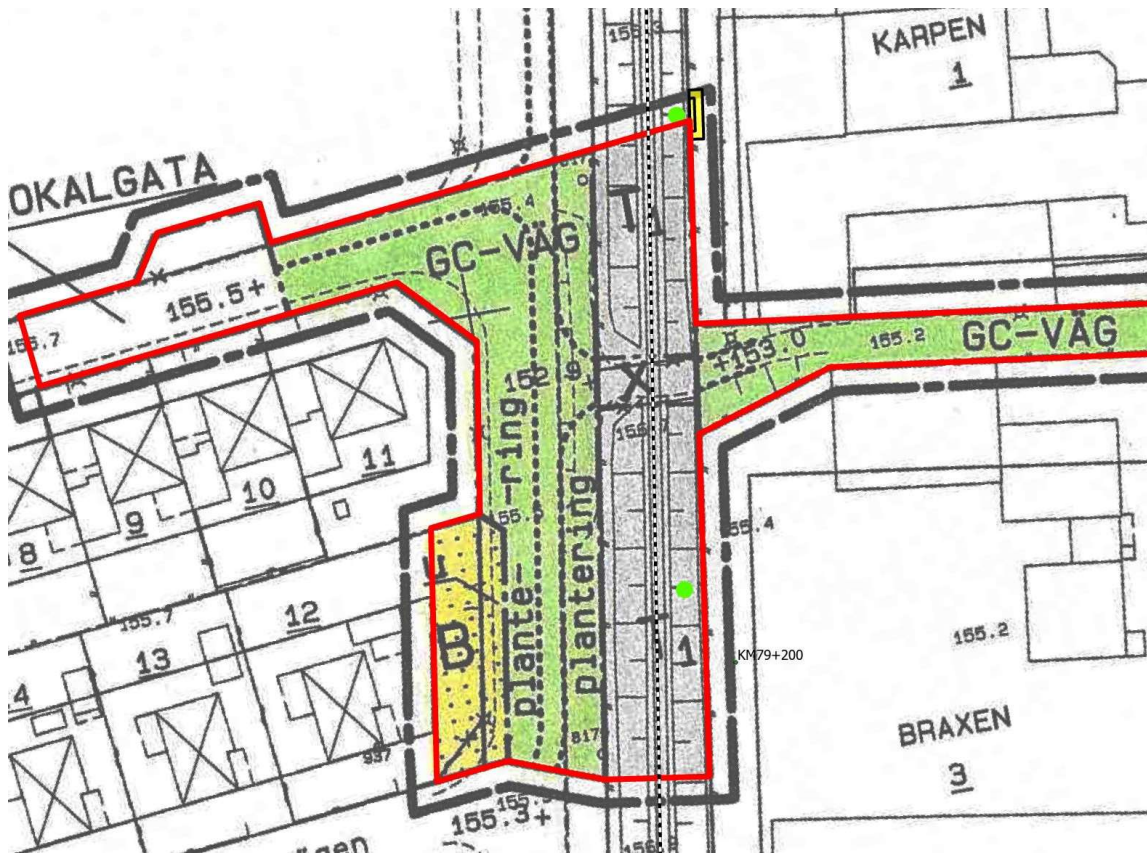 KARPEN
1
OKALGATA
155.4
GC-VÄG
155.5+
155.7
+153.0
155.2
GC-VÄG
X
11
10
9
8
plante-
-ring
plantering
155.4
12
155.7
13
4
B
1
KM79+200
155.2
BRAXEN
3
937
155.3+